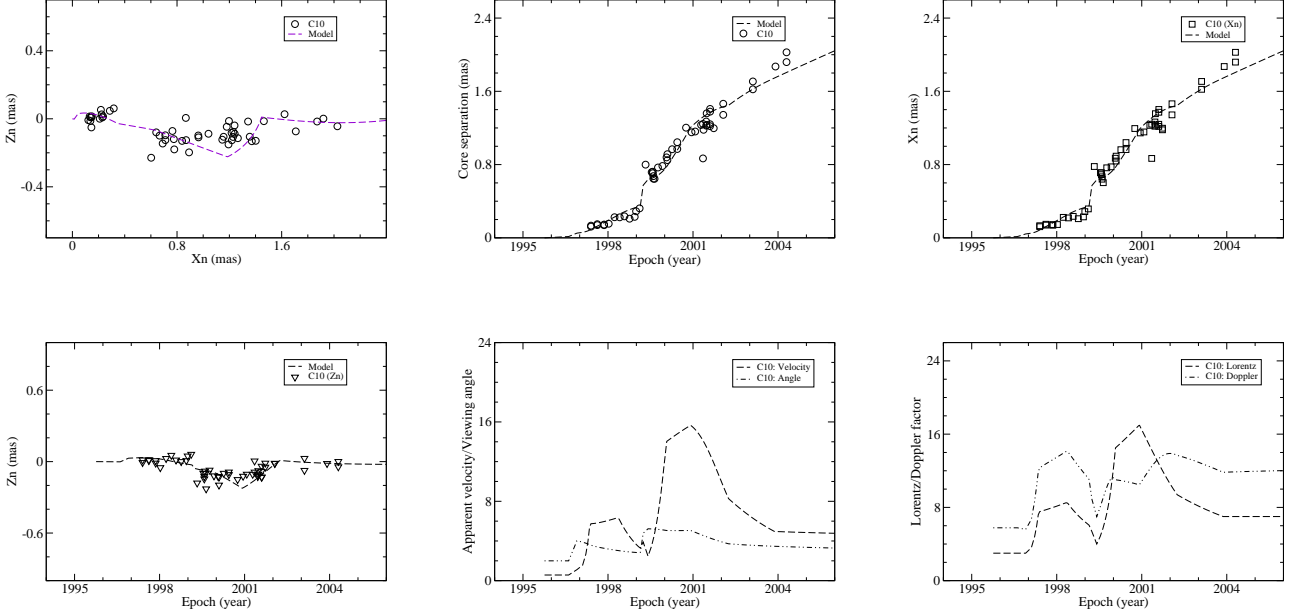 C10
Model
0.4
0
-0.4
Zn (mas)
0
0.8
1.6
Xn (mas)
Model
C10
2.4
1.6
0.8
0
Core separation (mas)
1995
1998
2001
2004
Epoch (year)
C10 (Xn)
Model
2.4
1.6
0.8
0
Xn (mas)
1995
1998
2001
2004
Epoch (year)
Model
C10 (Zn)
0.6
0
-0.6
Zn (mas)
1995
1998
2001
2004
Epoch (year)
C10: Velocity
C10: Angle
24
16
8
0
Apparent velocity/Viewing angle
1995
1998
2001
2004
Epoch (year)
C10: Lorentz
C10: Doppler
24
16
8
0
Lorentz/Doppler factor
1995
1998
2001
2004
Epoch (year)